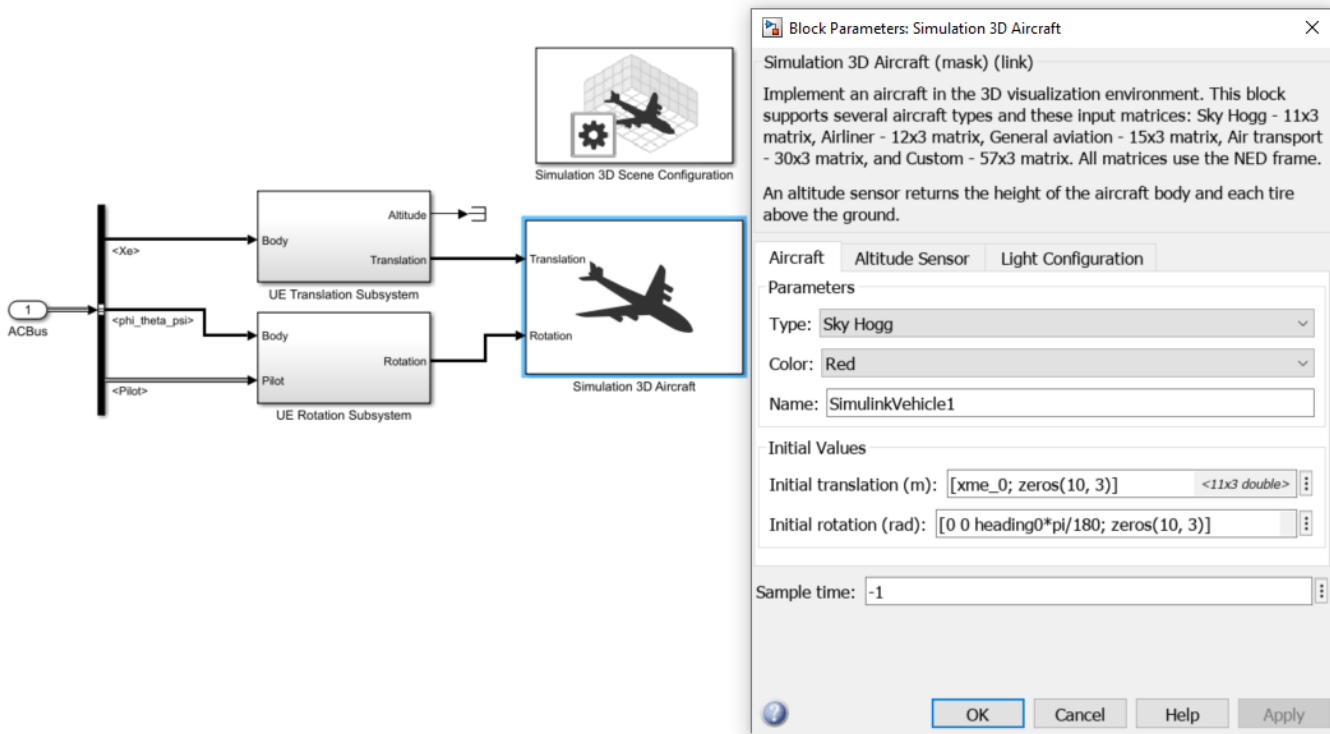 Simulation 3D Scene Configuration
Altitude
Body
Translation
UE Translation Subsystem
<Xe>
1
ACBus
<phi_theta_psi>
<Pilot>
Body
Rotation
Pilot
UE Rotation Subsystem
Translation
Rotation
Simulation 3D Aircraft
Block Parameters: Simulation 3D Aircraft
Simulation 3D Aircraft (mask) (link)
Implement an aircraft in the 3D visualization environment. This block
supports several aircraft types and these input matrices: Sky Hogg - 11x3
matrix, Airliner - 12x3 matrix, General aviation - 15x3 matrix, Air transport
- 30x3 matrix, and Custom - 57x3 matrix. All matrices use the NED frame.
An altitude sensor returns the height of the aircraft body and each tire
above the ground.
Aircraft Altitude Sensor Light Configuration
Parameters
Type: Sky Hogg
Color: Red
Name: SimulinkVehicle1
Initial Values
Initial translation (m): [xme_0; zeros(10, 3)] <11x3 double>
Initial rotation (rad): [0 0 heading0*pi/180; zeros(10, 3)]
Sample time: -1
? OK Cancel Help Apply